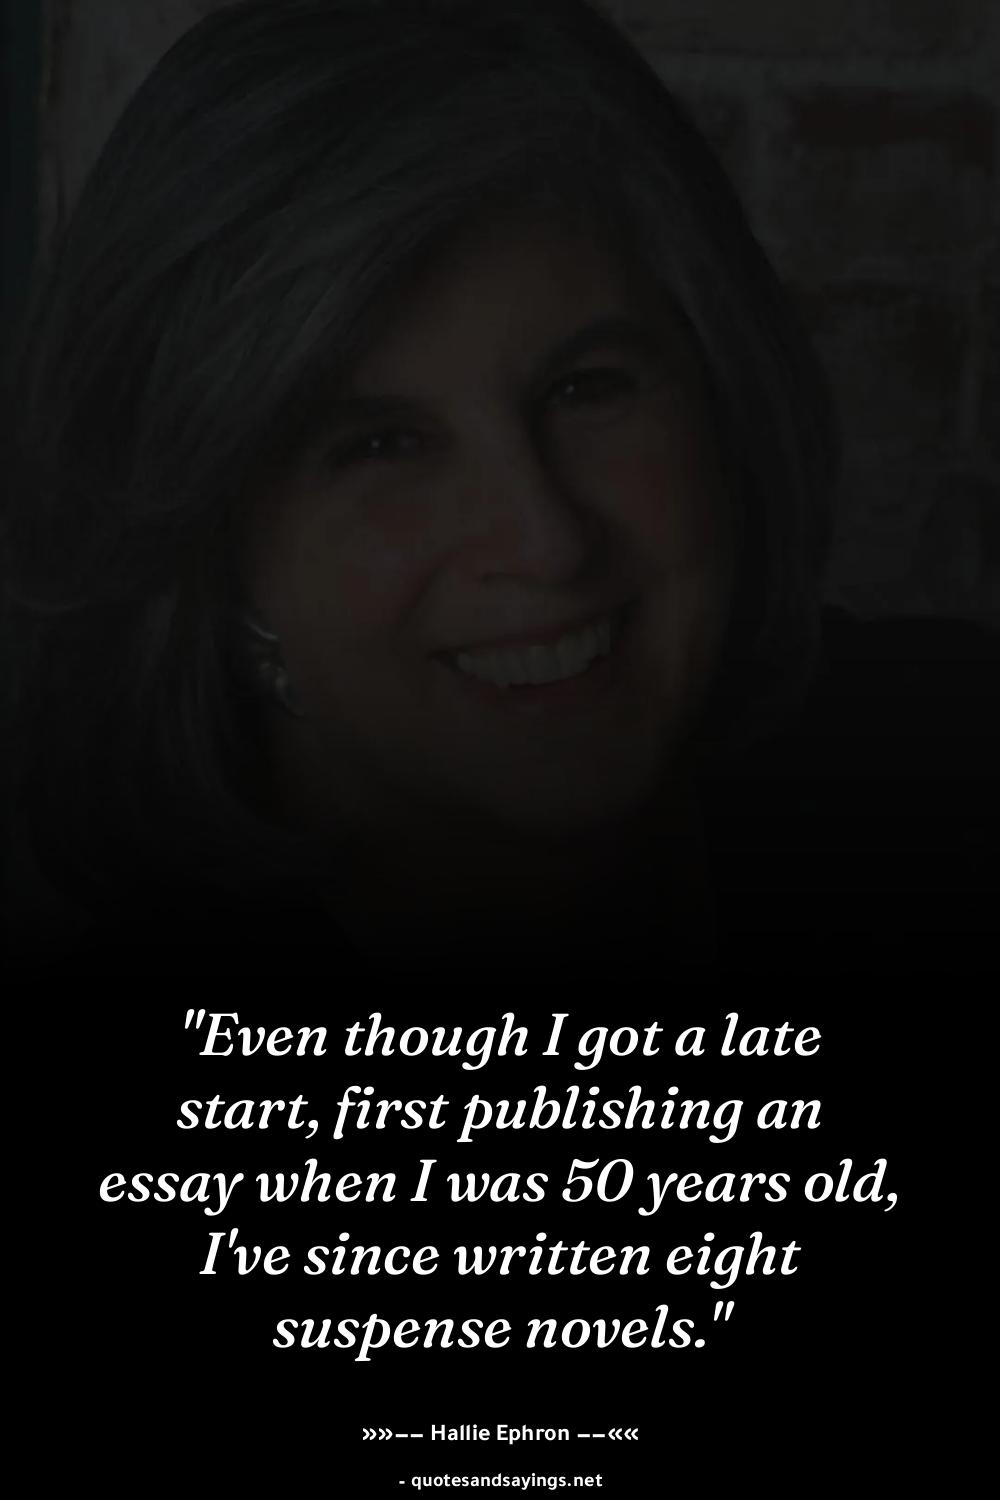 "Even though I got a late
start, first publishing an
essay when I was 50 years old,
I've since written eight
suspense novels."
»»−− Hallie Ephron −−««
- quotesandsayings.net